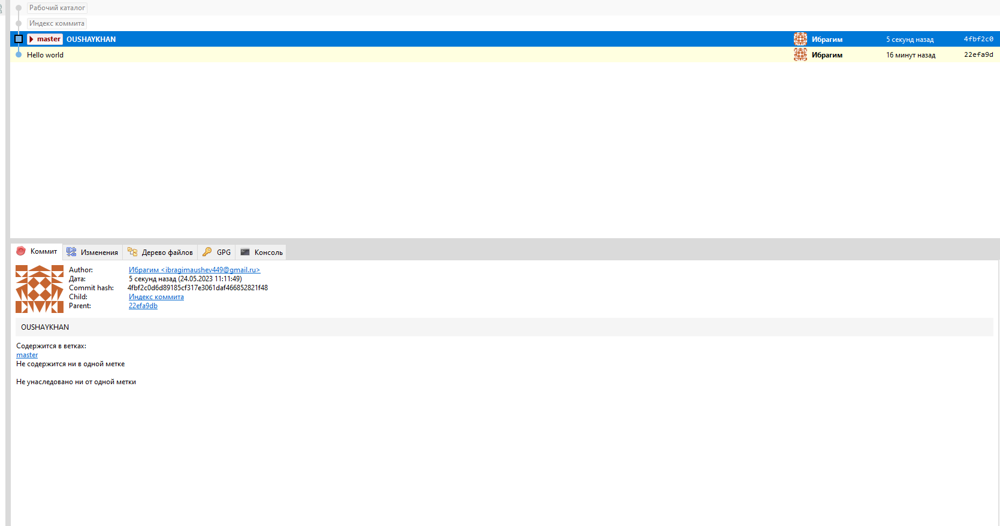 Рабочий каталог
Индекс коммита
master OUSHAYKHAN Ибрагим 5 секунд назад 4fbf2c0
Hello world Ибрагим 16 минут назад 22efa9d
Коммит Изменения Дерево файлов GPG Консоль
Author: Ибрагим <ibragimaushev449@gmail.ru>
Дата: 5 секунд назад (24.05.2023 11:11:49)
Commit hash: 4fbf2c0d6d89185cf317e3061daf466852821f48
Child: Индекс коммита
Parent: 22efa9db
OUSHAYKHAN
Содержится в ветках:
master
Не содержится ни в одной метке
Не унаследовано ни от одной метки